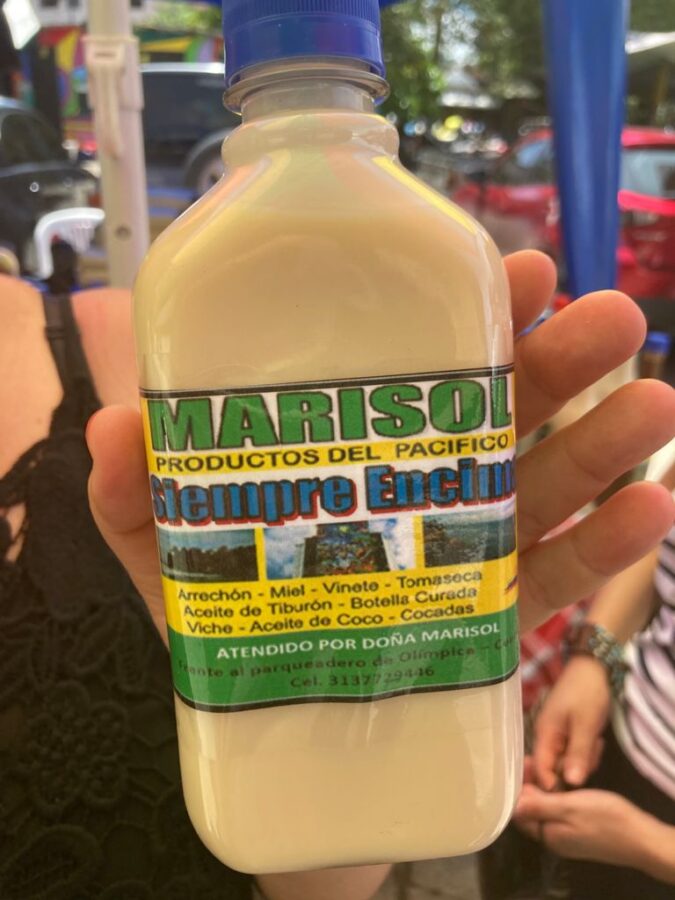 MARISOL
PRODUCTOS DEL PACIFICO
Siempre Encima
Arrechón - Miel - Vinete - Tomaseca
Aceite de Tiburón - Botella Curada
Viche - Aceite de Coco - Cocadas
ATENDIDO POR DOÑA MARISOL
Frente al parqueadero de Olímpica -
Cel. 3137729446